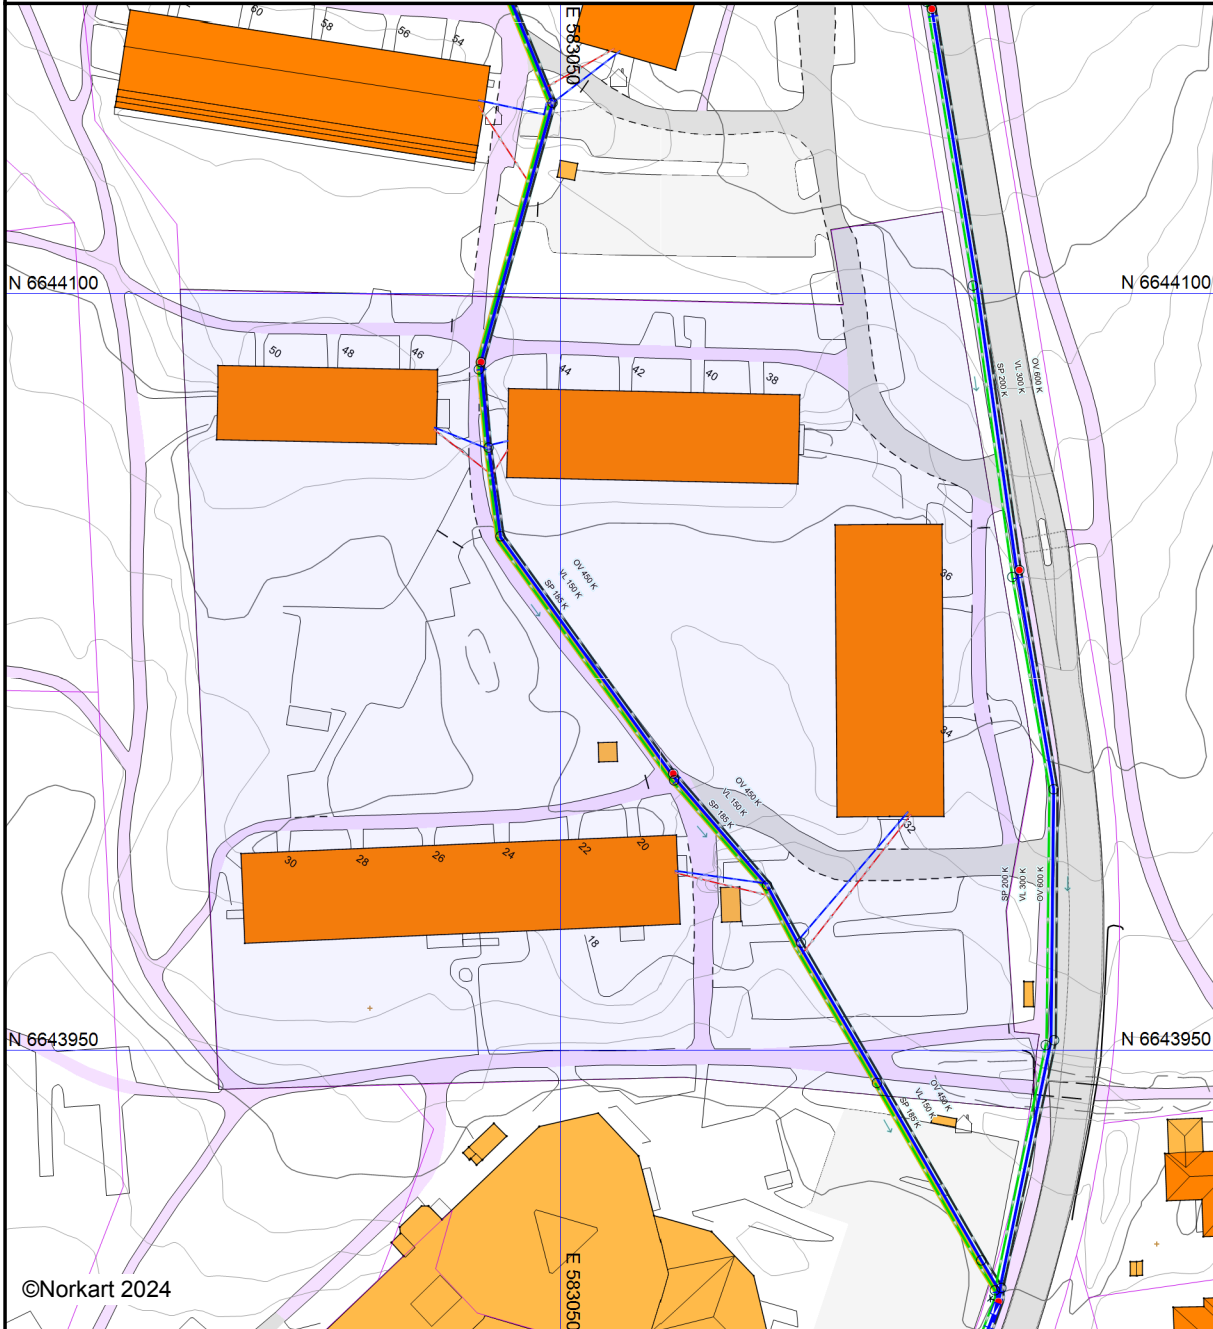 60
58
56
54
E 583050
N 6644100
N 6644100
50
48
46
44
42
40
38
SP 200 K
VL 300 K
OV 600 K
OV 450 K
VL 150 K
SP 185 K
36
34
OV 450 K
VL 150 K
SP 185 K
32
30
28
26
24
22
20
18
SP 200 K
VL 300 K
OV 600 K
N 6643950
N 6643950
OV 450 K
VL 150 K
SP 185 K
E 583050
©Norkart 2024